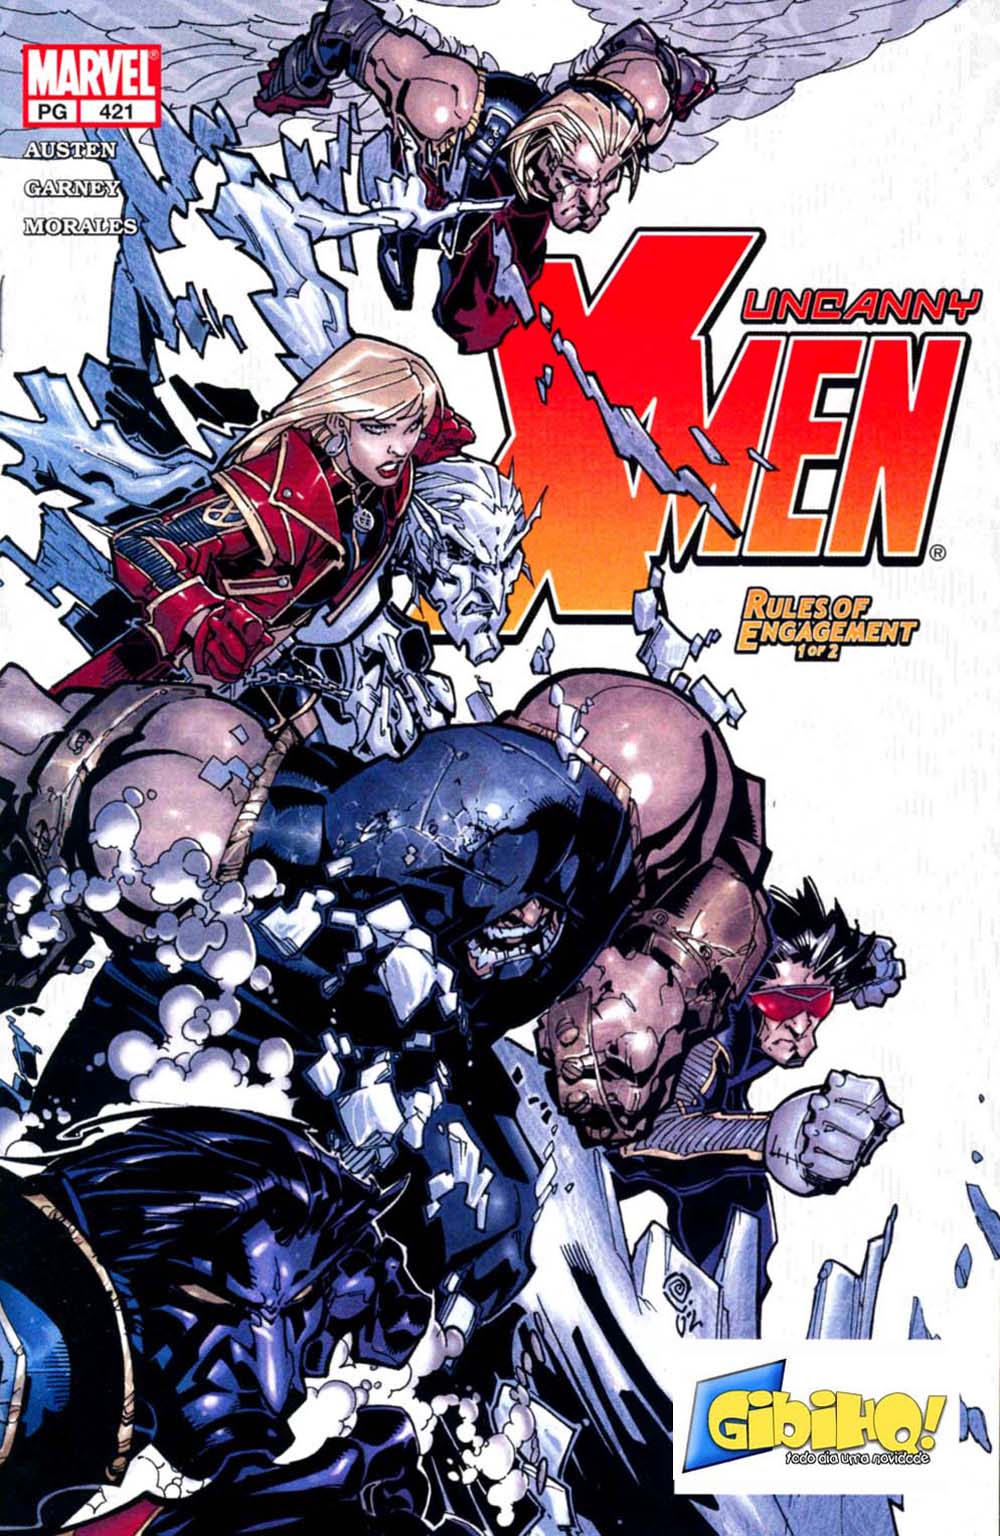 MARVEL®
PG 421
AUSTEN
GARNEY
MORALES
UNCANNY
X-MEN®
RULES OF
ENGAGEMENT
1 OF 2
GibiHQ!
todo dia uma novidade